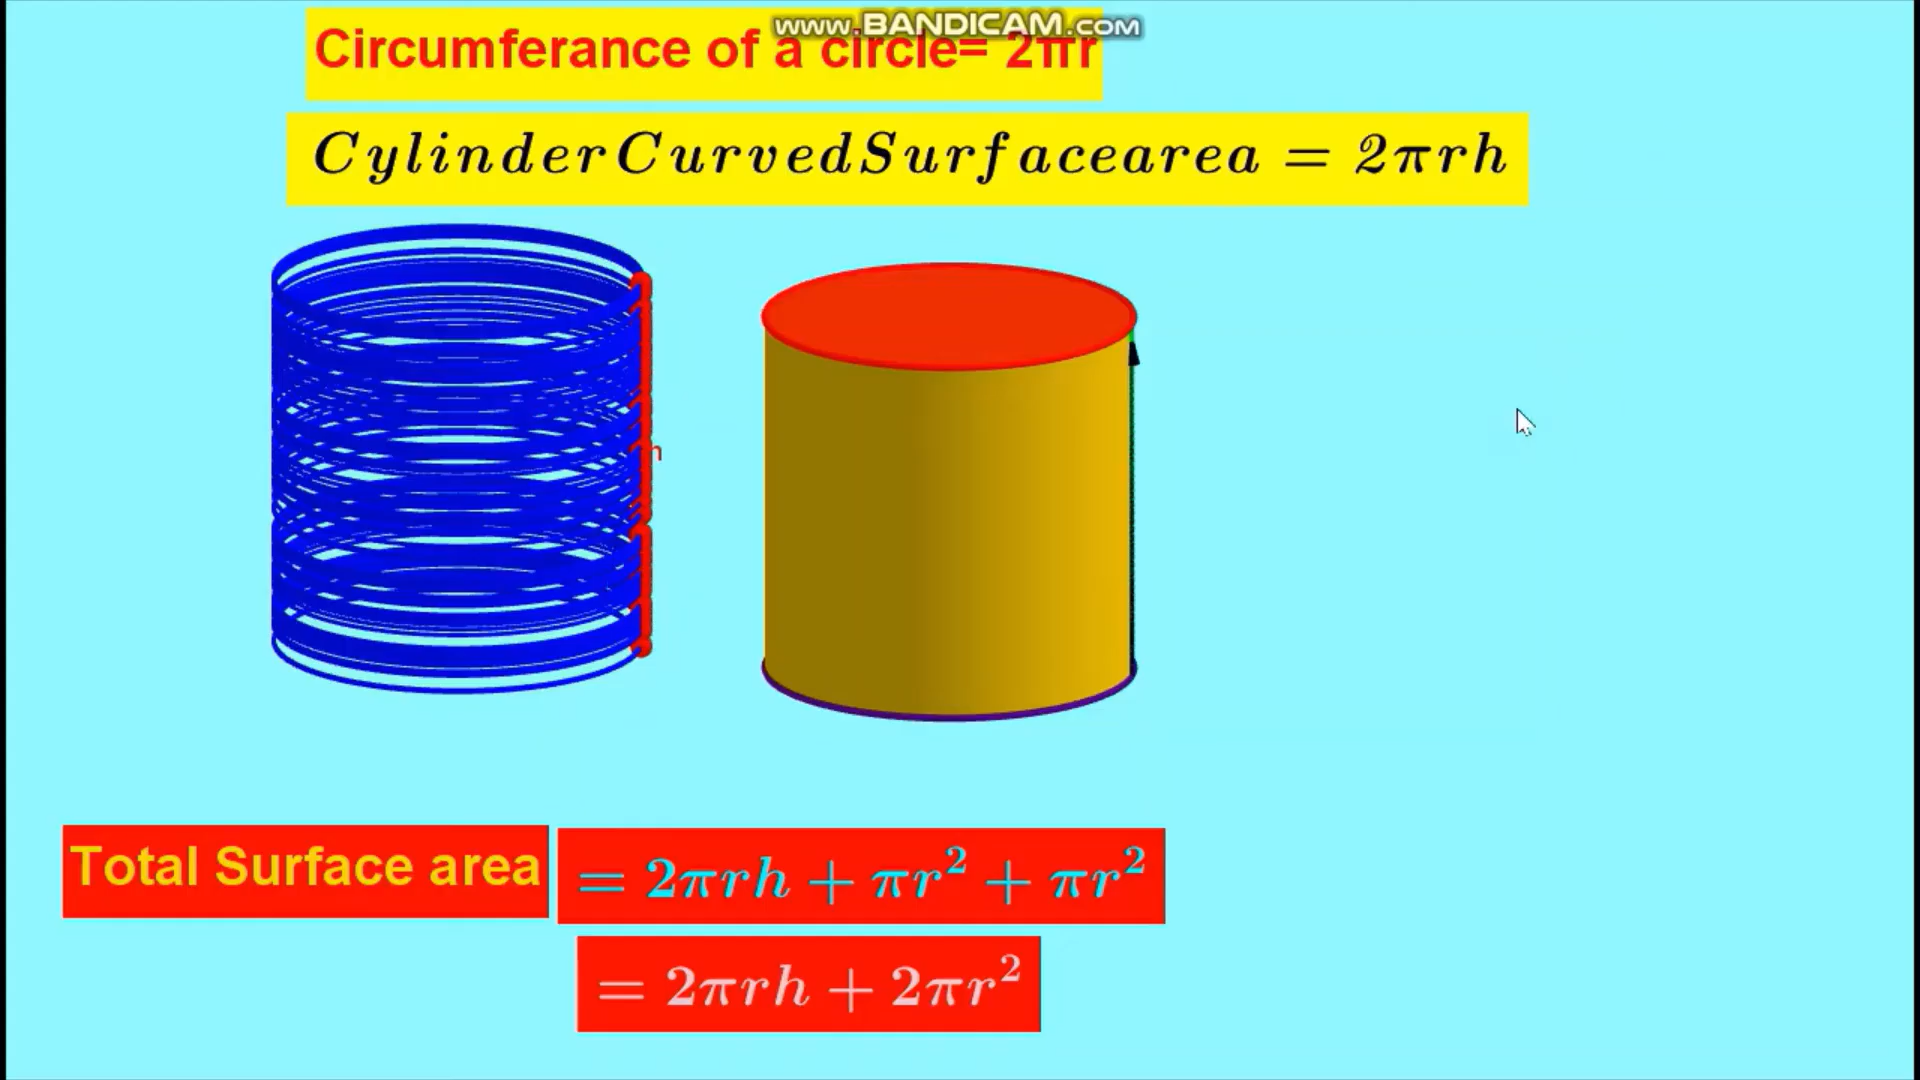 www.BANDICAM.com
Circumferance of a circle= 2πr
CylinderCurvedSurfacearea = 2πrh
h
Total Surface area = 2πrh + πr² + πr²
= 2πrh + 2πr²